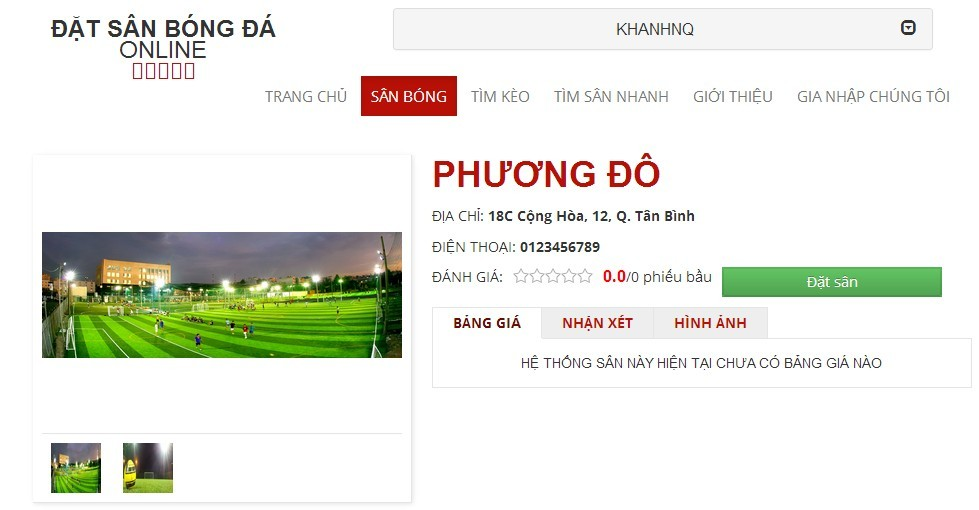 ĐẶT SÂN BÓNG ĐÁ
ONLINE
KHANHNQ
TRANG CHỦ
SÂN BÓNG
TÌM KÈO
TÌM SÂN NHANH
GIỚI THIỆU
GIA NHẬP CHÚNG TÔI
PHƯƠNG ĐÔ
ĐỊA CHỈ: 18C Cộng Hòa, 12, Q. Tân Bình
ĐIỆN THOẠI: 0123456789
ĐÁNH GIÁ: 0.0/0 phiếu bầu
Đặt sân
BẢNG GIÁ
NHẬN XÉT
HÌNH ẢNH
HỆ THỐNG SÂN NÀY HIỆN TẠI CHƯA CÓ BẢNG GIÁ NÀO